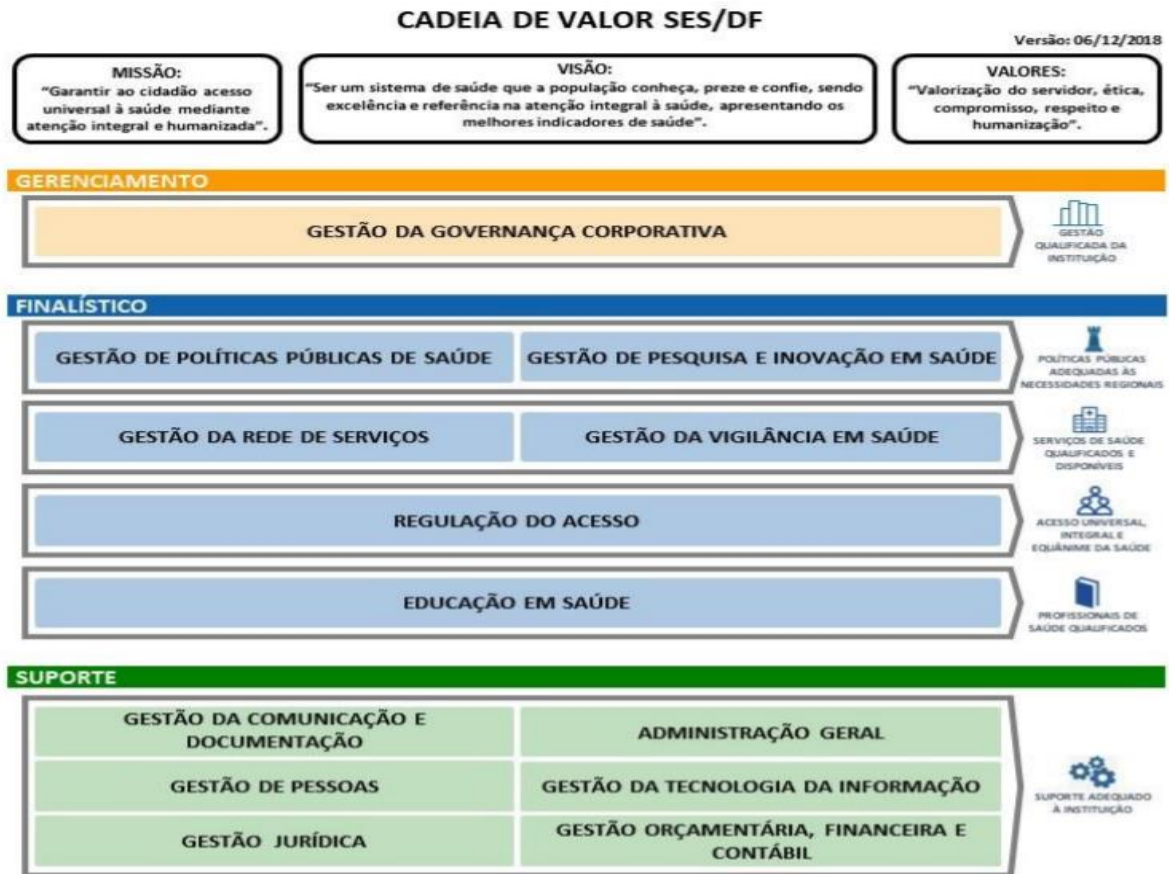 CADEIA DE VALOR SES/DF
Versão: 06/12/2018
MISSÃO:
"Garantir ao cidadão acesso
universal à saúde mediante
atenção integral e humanizada".
VISÃO:
"Ser um sistema de saúde que a população conheça, preze e confie, sendo
excelência e referência na atenção integral à saúde, apresentando os
melhores indicadores de saúde".
VALORES:
"Valorização do servidor, ética,
compromisso, respeito e
humanização".
GERENCIAMENTO
GESTÃO DA GOVERNANÇA CORPORATIVA
GESTÃO
QUALIFICADA DA
INSTITUIÇÃO
FINALÍSTICO
GESTÃO DE POLÍTICAS PÚBLICAS DE SAÚDE
GESTÃO DE PESQUISA E INOVAÇÃO EM SAÚDE
POLÍTICAS PÚBLICAS
ADEQUADAS ÀS
NECESSIDADES REGIONAIS
GESTÃO DA REDE DE SERVIÇOS
GESTÃO DA VIGILÂNCIA EM SAÚDE
SERVIÇOS DE SAÚDE
QUALIFICADOS E
DISPONÍVEIS
REGULAÇÃO DO ACESSO
ACESSO UNIVERSAL,
INTEGRAL E
EQUÂNIME DA SAÚDE
EDUCAÇÃO EM SAÚDE
PROFISSIONAIS DE
SAÚDE QUALIFICADOS
SUPORTE
GESTÃO DA COMUNICAÇÃO E
DOCUMENTAÇÃO
ADMINISTRAÇÃO GERAL
GESTÃO DE PESSOAS
GESTÃO DA TECNOLOGIA DA INFORMAÇÃO
GESTÃO JURÍDICA
GESTÃO ORÇAMENTÁRIA, FINANCEIRA E
CONTÁBIL
SUPORTE ADEQUADO
À INSTITUIÇÃO